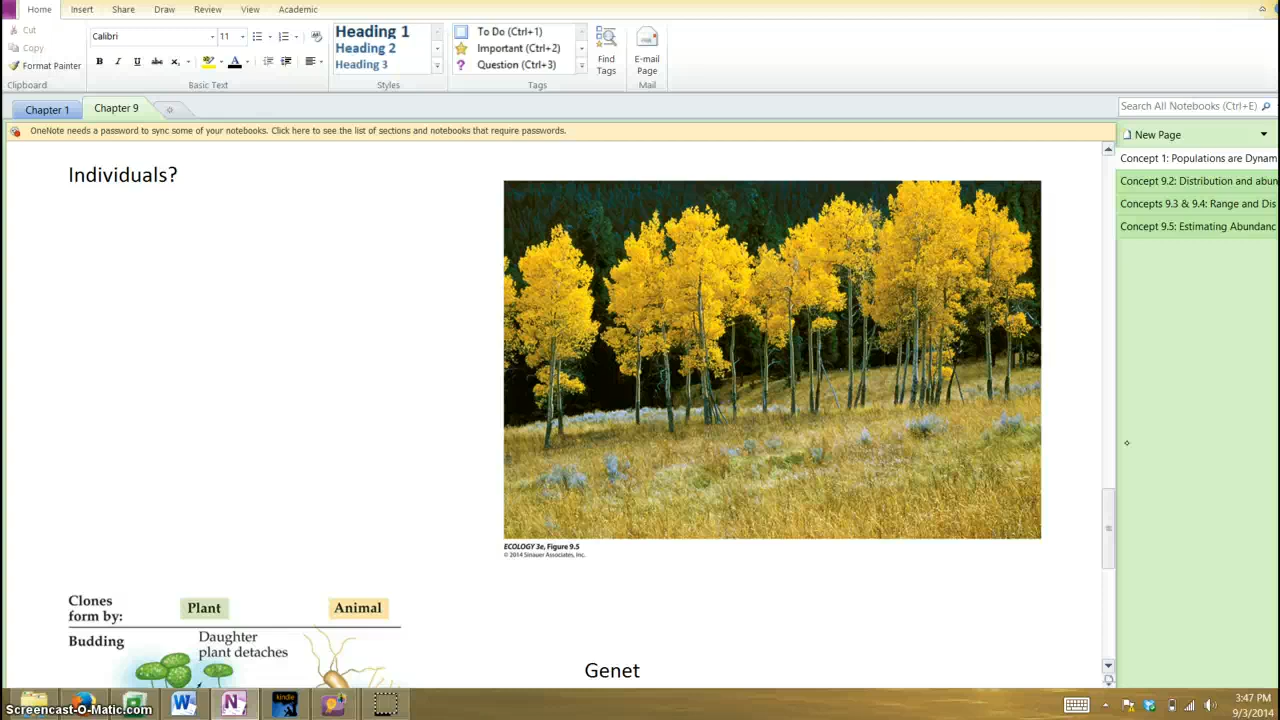 Home Insert Share Draw Review View Academic
Cut
Copy
Format Painter
Clipboard
Calibri 11
Basic Text
Heading 1
Heading 2
Heading 3
Styles
To Do (Ctrl+1)
Important (Ctrl+2)
Question (Ctrl+3)
Tags
Find
Tags
E-mail
Page
Mail
Chapter 1 Chapter 9
Search All Notebooks (Ctrl+E)
OneNote needs a password to sync some of your notebooks. Click here to see the list of sections and notebooks that require passwords.
New Page
Concept 1: Populations are Dynam
Concept 9.2: Distribution and abun
Concepts 9.3 & 9.4: Range and Dis
Concept 9.5: Estimating Abundanc
Individuals?
ECOLOGY 3e, Figure 9.5
© 2014 Sinauer Associates, Inc.
Clones
form by:
Plant Animal
Budding
Daughter
plant detaches
Genet
kindle
Screencast-O-Matic.com
3:47 PM
9/3/2014